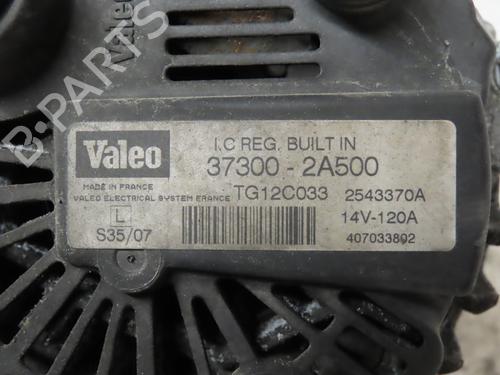 Valeo
B-PARTS
Valeo
I.C REG. BUILT IN
37300 - 2A500
MADE IN FRANCE
VALEO ELECTRICAL SYSTEM FRANCE
TG12C033 2543370A
L
14V-120A
S35/07
407033802